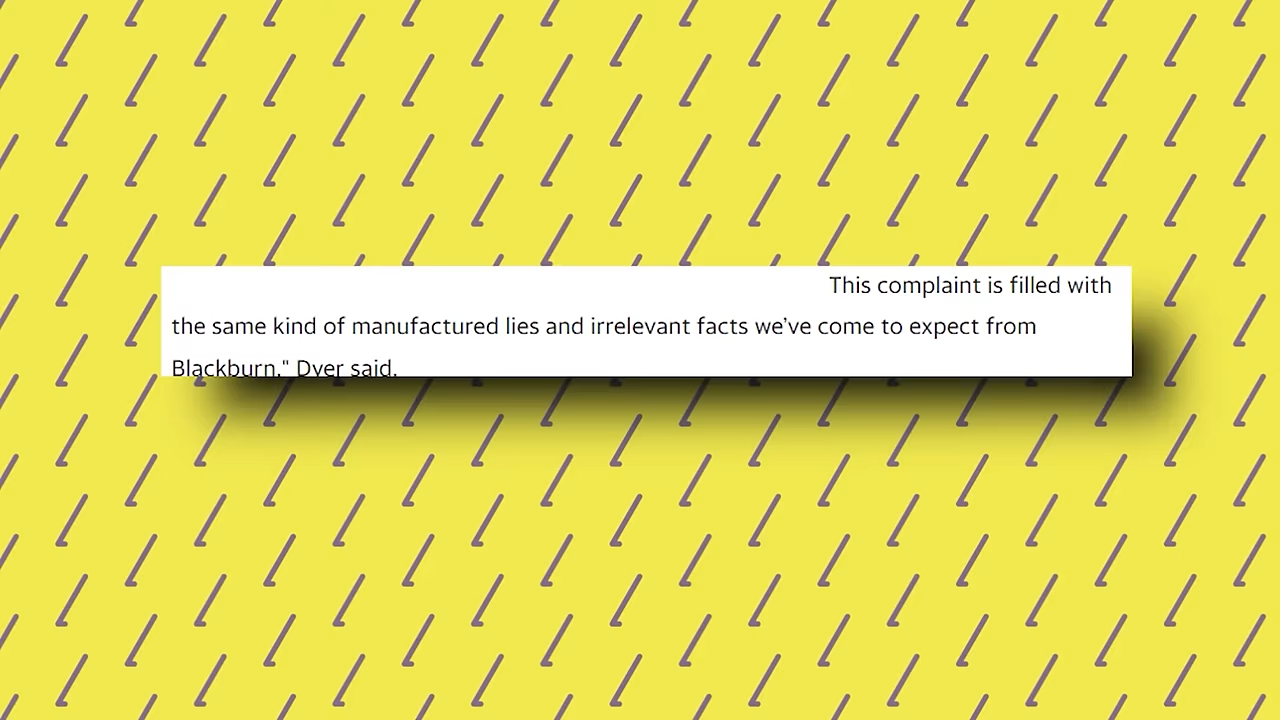 This complaint is filled with
the same kind of manufactured lies and irrelevant facts we've come to expect from
Blackburn," Dyer said.